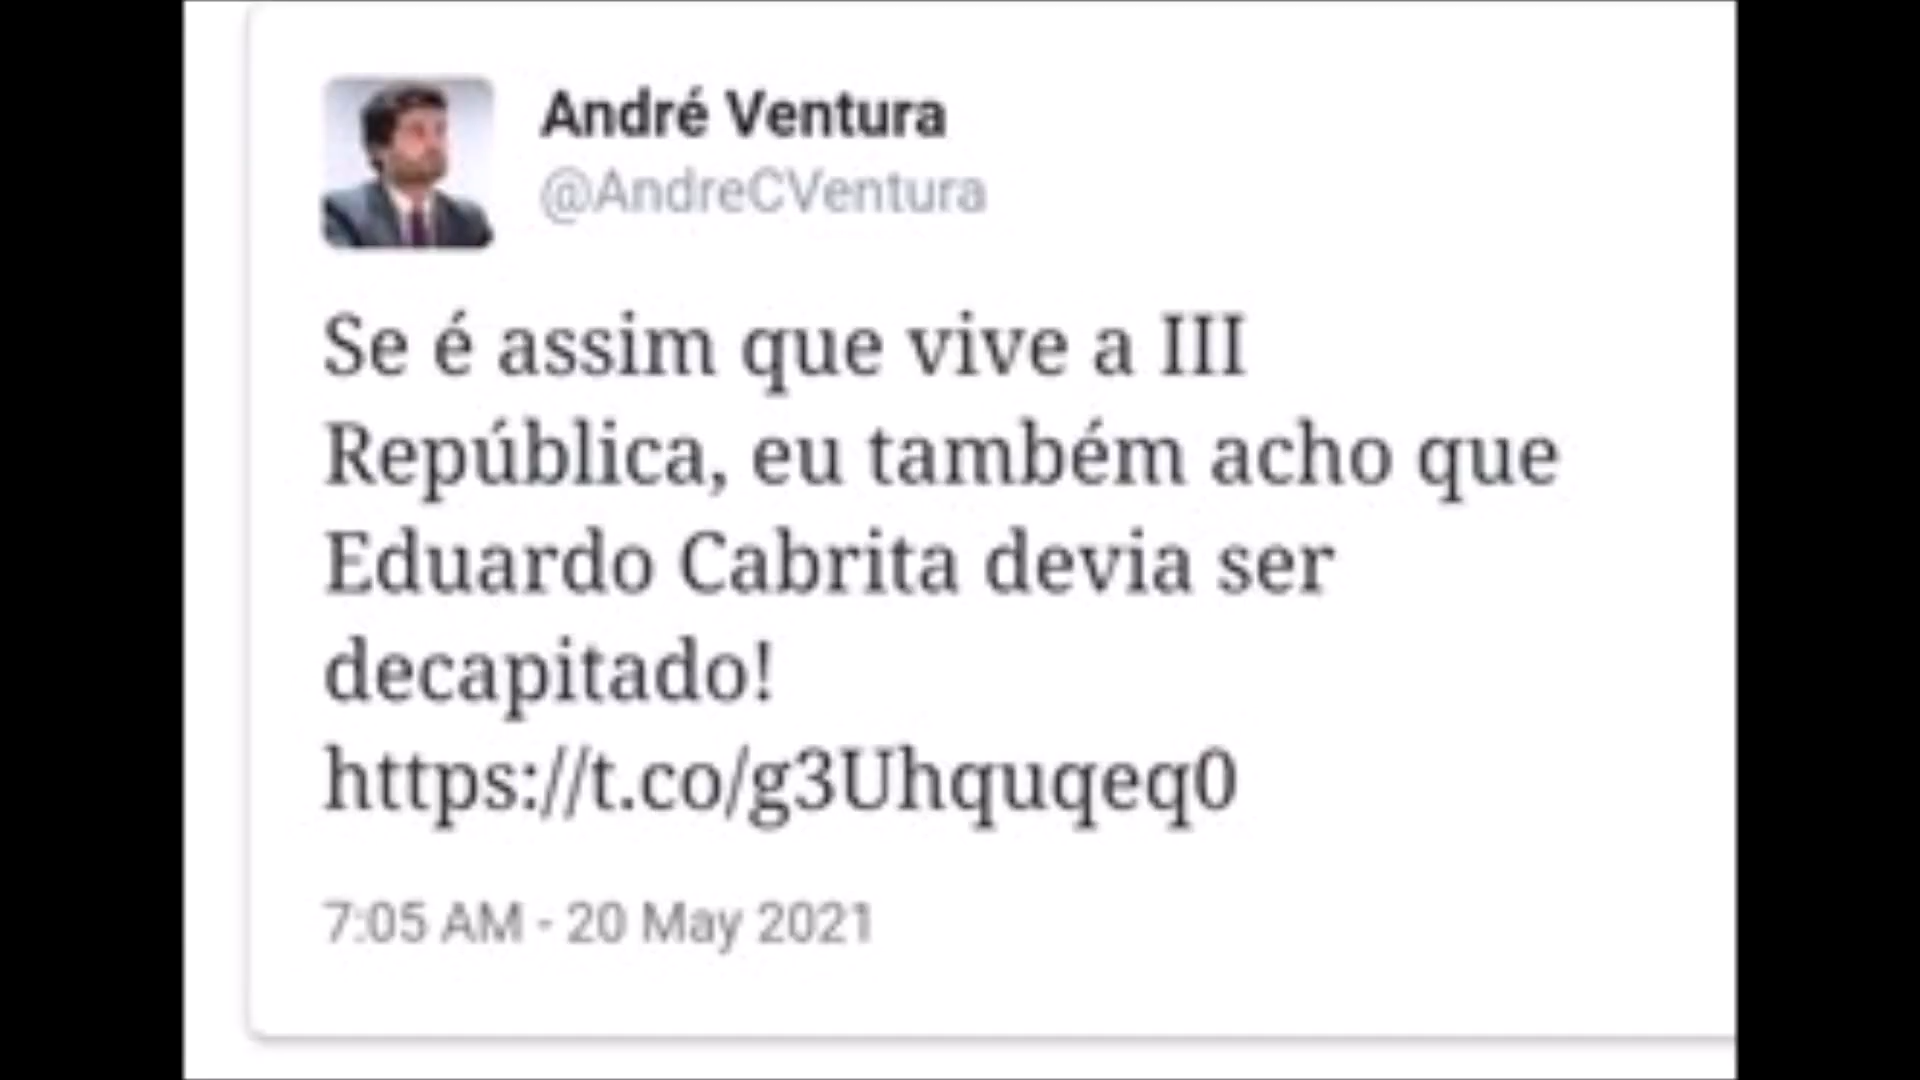 André Ventura
@AndreCVentura
Se é assim que vive a III
República, eu também acho que
Eduardo Cabrita devia ser
decapitado!
https://t.co/g3Uhquqeq0
7:05 AM - 20 May 2021